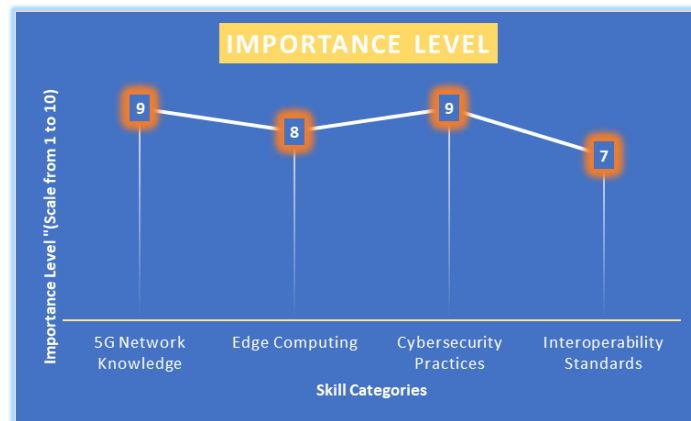 IMPORTANCE LEVEL
Importance Level "(Scale from 1 to 10)
9
8
9
7
5G Network
Knowledge
Edge Computing
Cybersecurity
Practices
Interoperability
Standards
Skill Categories